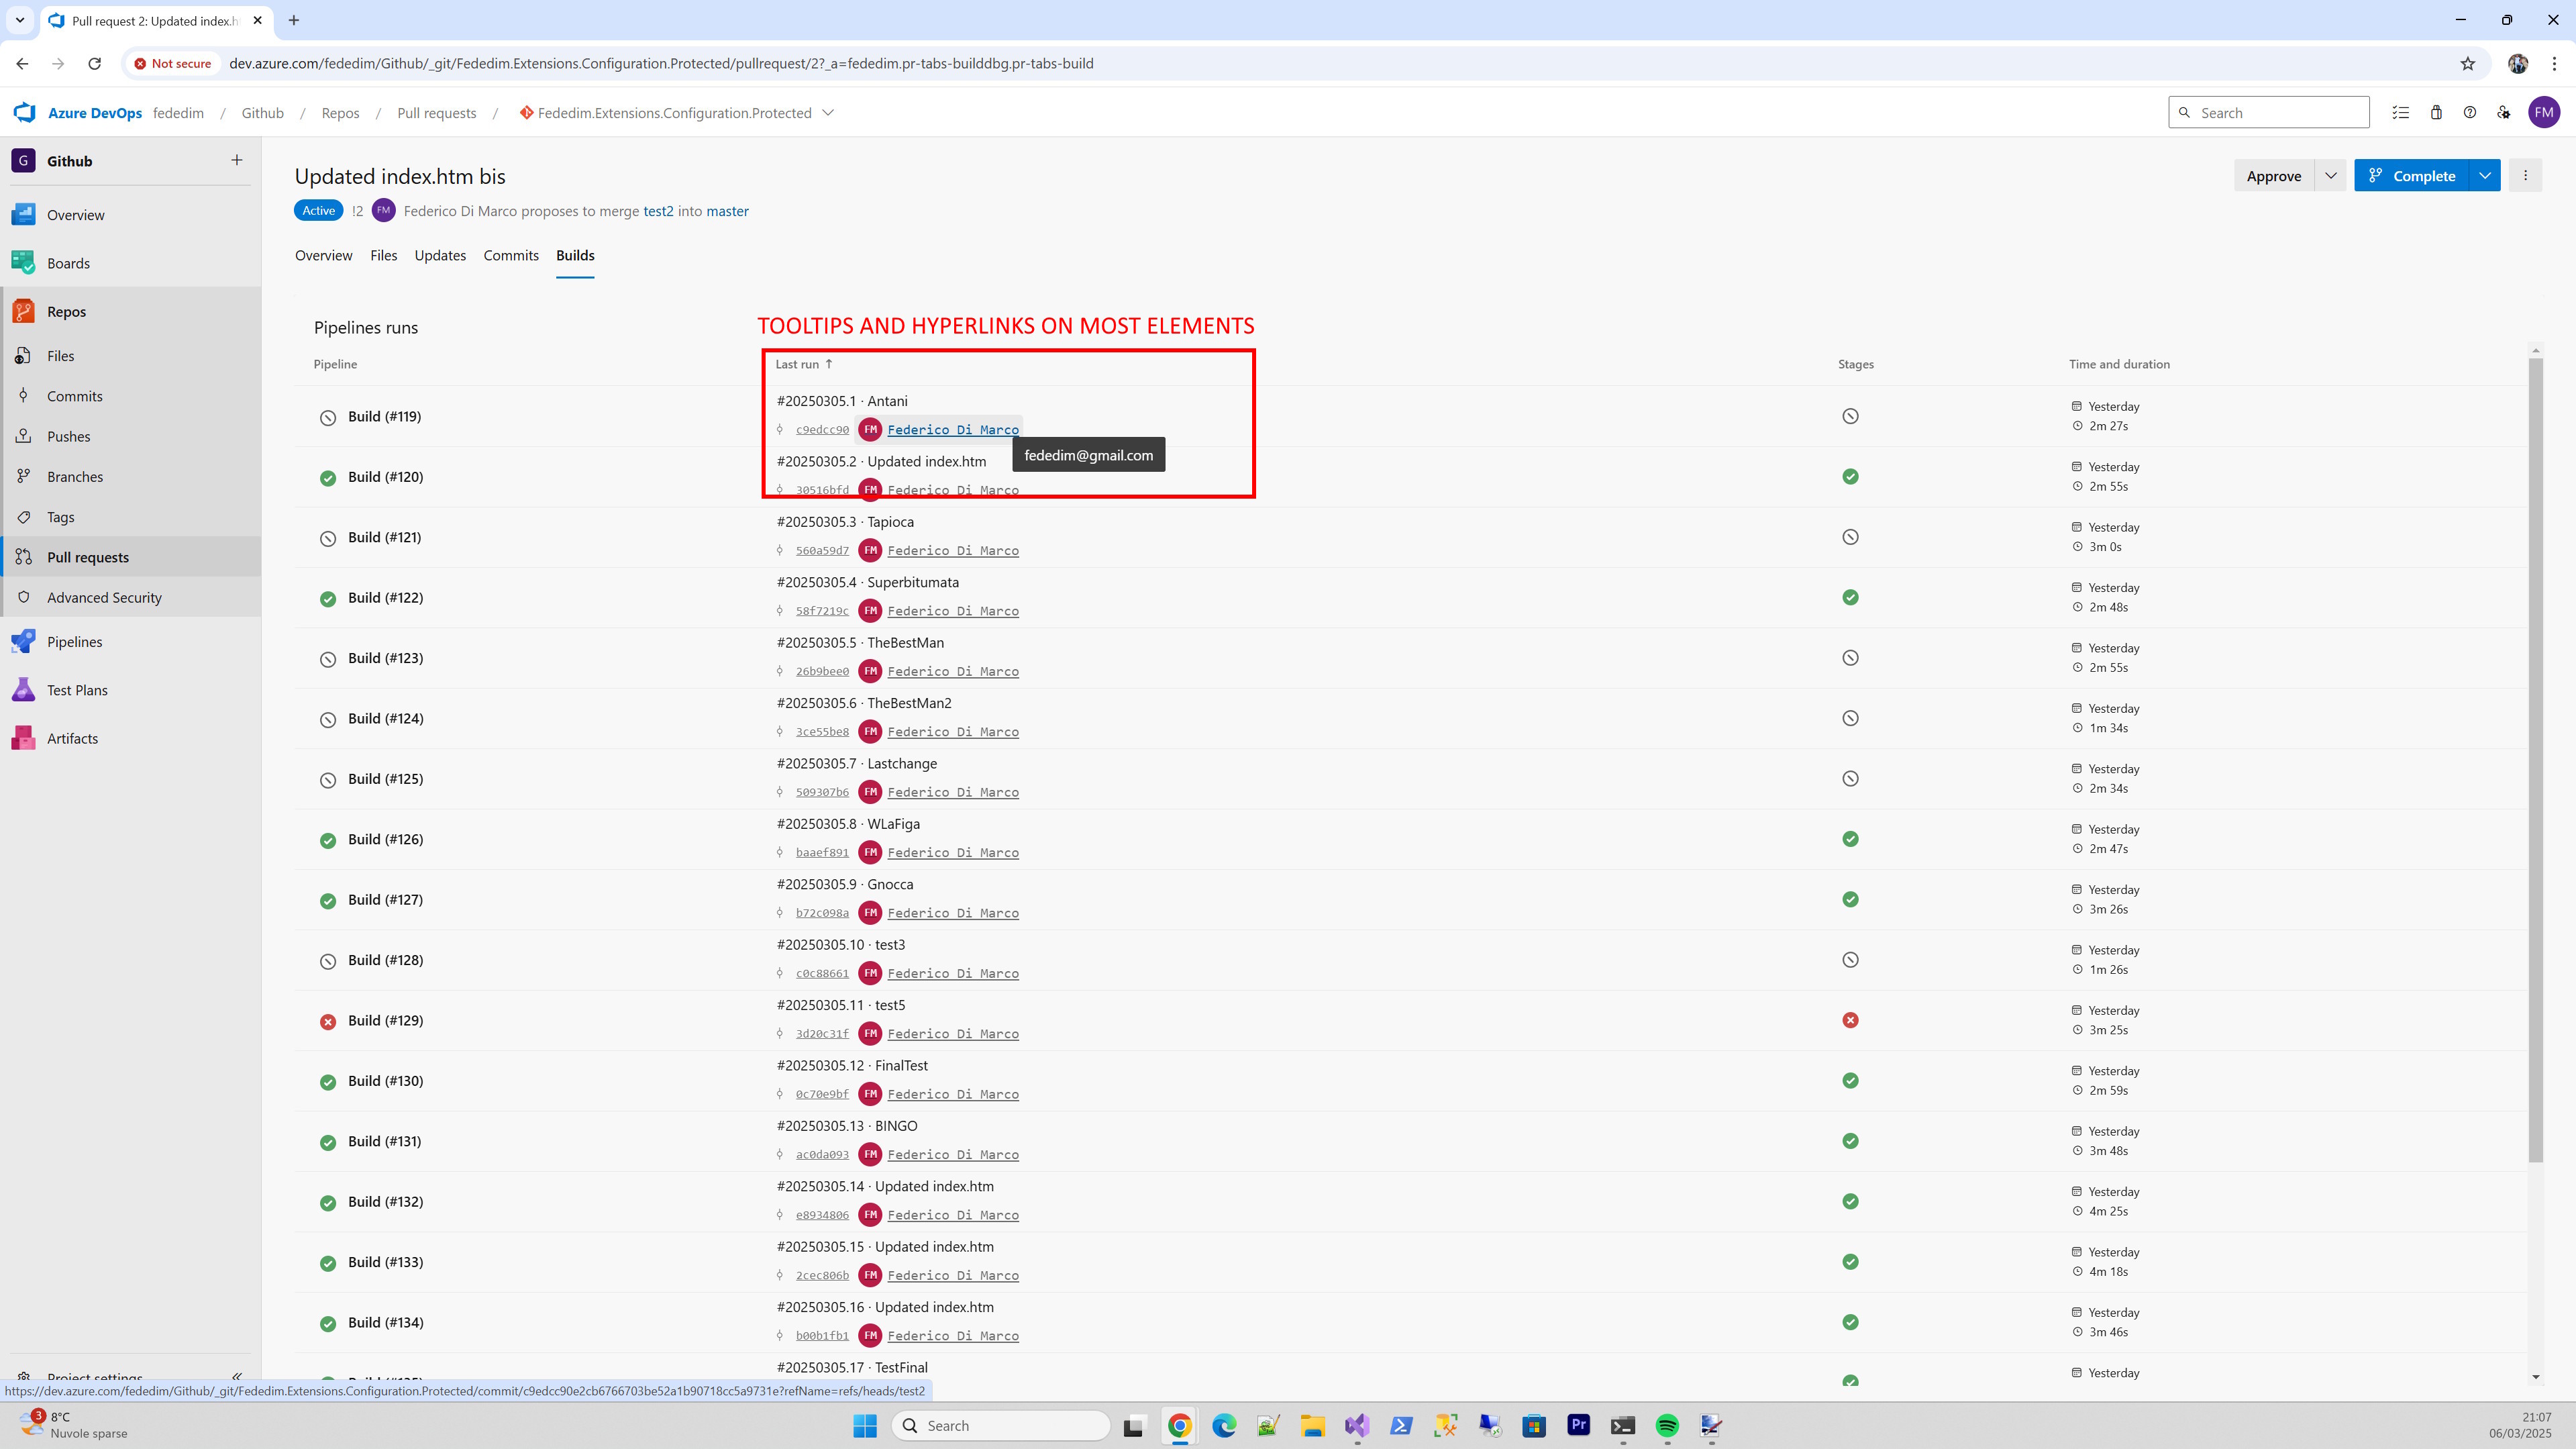 Pull request 2: Updated index.h
Not secure
dev.azure.com/fededim/Github/_git/Fededim.Extensions.Configuration.Protected/pullrequest/2?_a=fededim.pr-tabs-builddbg.pr-tabs-build
Azure DevOps fededim / Github / Repos / Pull requests / Fededim.Extensions.Configuration.Protected
Search
FM
G Github
Overview
Boards
Repos
Files
Commits
Pushes
Branches
Tags
Pull requests
Advanced Security
Pipelines
Test Plans
Artifacts
Project settings
Updated index.htm bis
Approve
Complete
Active !2 FM Federico Di Marco proposes to merge test2 into master
Overview Files Updates Commits Builds
TOOLTIPS AND HYPERLINKS ON MOST ELEMENTS
Pipelines runs
Pipeline Last run ↑ Stages Time and duration
Build (#119)
#20250305.1 · Antani
c9edcc90 FM Federico Di Marco
Yesterday
2m 27s
fededim@gmail.com
Build (#120)
#20250305.2 · Updated index.htm
30516bfd FM Federico Di Marco
Yesterday
2m 55s
Build (#121)
#20250305.3 · Tapioca
560a59d7 FM Federico Di Marco
Yesterday
3m 0s
Build (#122)
#20250305.4 · Superbitumata
58f7219c FM Federico Di Marco
Yesterday
2m 48s
Build (#123)
#20250305.5 · TheBestMan
26b9bee0 FM Federico Di Marco
Yesterday
2m 55s
Build (#124)
#20250305.6 · TheBestMan2
3ce55be8 FM Federico Di Marco
Yesterday
1m 34s
Build (#125)
#20250305.7 · Lastchange
509307b6 FM Federico Di Marco
Yesterday
2m 34s
Build (#126)
#20250305.8 · WLaFiga
baaef891 FM Federico Di Marco
Yesterday
2m 47s
Build (#127)
#20250305.9 · Gnocca
b72c098a FM Federico Di Marco
Yesterday
3m 26s
Build (#128)
#20250305.10 · test3
c0c88661 FM Federico Di Marco
Yesterday
1m 26s
Build (#129)
#20250305.11 · test5
3d20c31f FM Federico Di Marco
Yesterday
3m 25s
Build (#130)
#20250305.12 · FinalTest
0c70e9bf FM Federico Di Marco
Yesterday
2m 59s
Build (#131)
#20250305.13 · BINGO
ac0da093 FM Federico Di Marco
Yesterday
3m 48s
Build (#132)
#20250305.14 · Updated index.htm
e8934806 FM Federico Di Marco
Yesterday
4m 25s
Build (#133)
#20250305.15 · Updated index.htm
2cec806b FM Federico Di Marco
Yesterday
4m 18s
Build (#134)
#20250305.16 · Updated index.htm
b00b1fb1 FM Federico Di Marco
Yesterday
3m 46s
#20250305.17 · TestFinal
Yesterday
https://dev.azure.com/fededim/Github/_git/Fededim.Extensions.Configuration.Protected/commit/c9edcc90e2cb6766703be52a1b90718cc5a9731e?refName=refs/heads/test2
3
8°C
Nuvole sparse
Search
Pr
21:07
06/03/2025